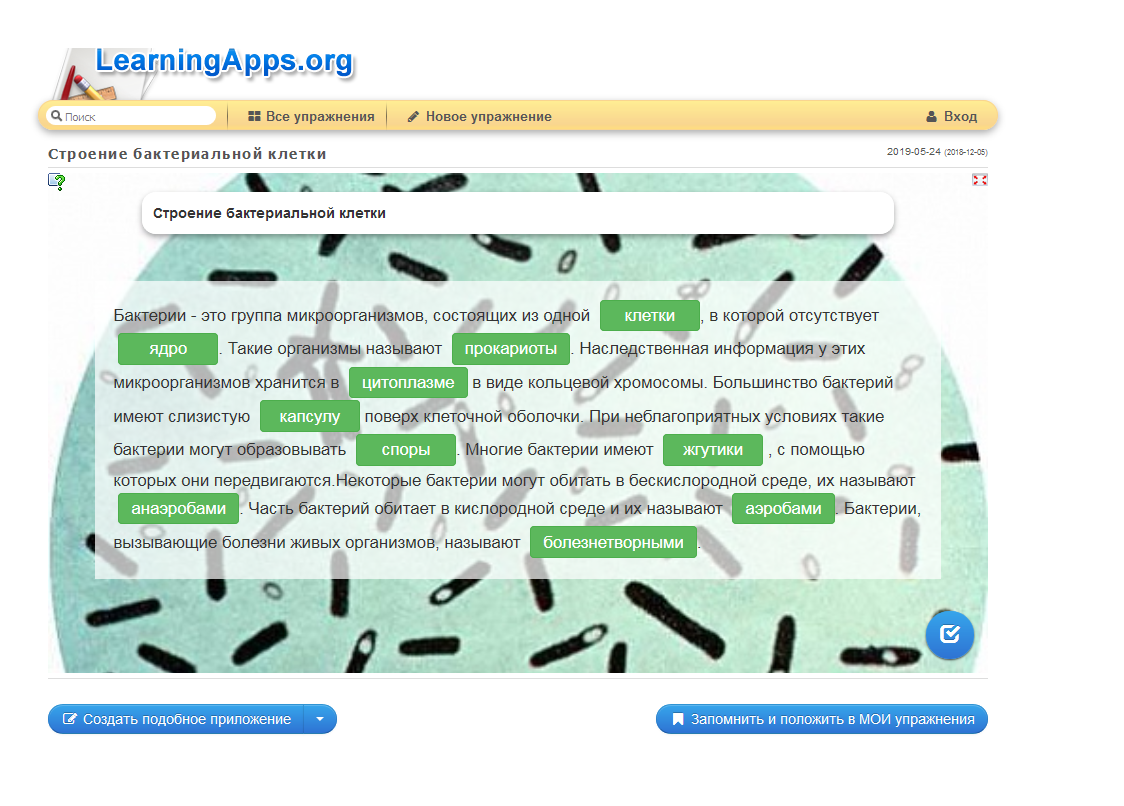 LearningApps.org
Поиск
Все упражнения
Новое упражнение
Вход
Строение бактериальной клетки
2019-05-24 (2018-12-05)
Строение бактериальной клетки
Бактерии - это группа микроорганизмов, состоящих из одной клетки, в которой отсутствует
ядро. Такие организмы называют прокариоты. Наследственная информация у этих
микроорганизмов хранится в цитоплазме в виде кольцевой хромосомы. Большинство бактерий
имеют слизистую капсулу поверх клеточной оболочки. При неблагоприятных условиях такие
бактерии могут образовывать споры. Многие бактерии имеют жгутики , с помощью
которых они передвигаются.Некоторые бактерии могут обитать в бескислородной среде, их называют
анаэробами. Часть бактерий обитает в кислородной среде и их называют аэробами. Бактерии,
вызывающие болезни живых организмов, называют болезнетворными.
Создать подобное приложение
Запомнить и положить в МОИ упражнения